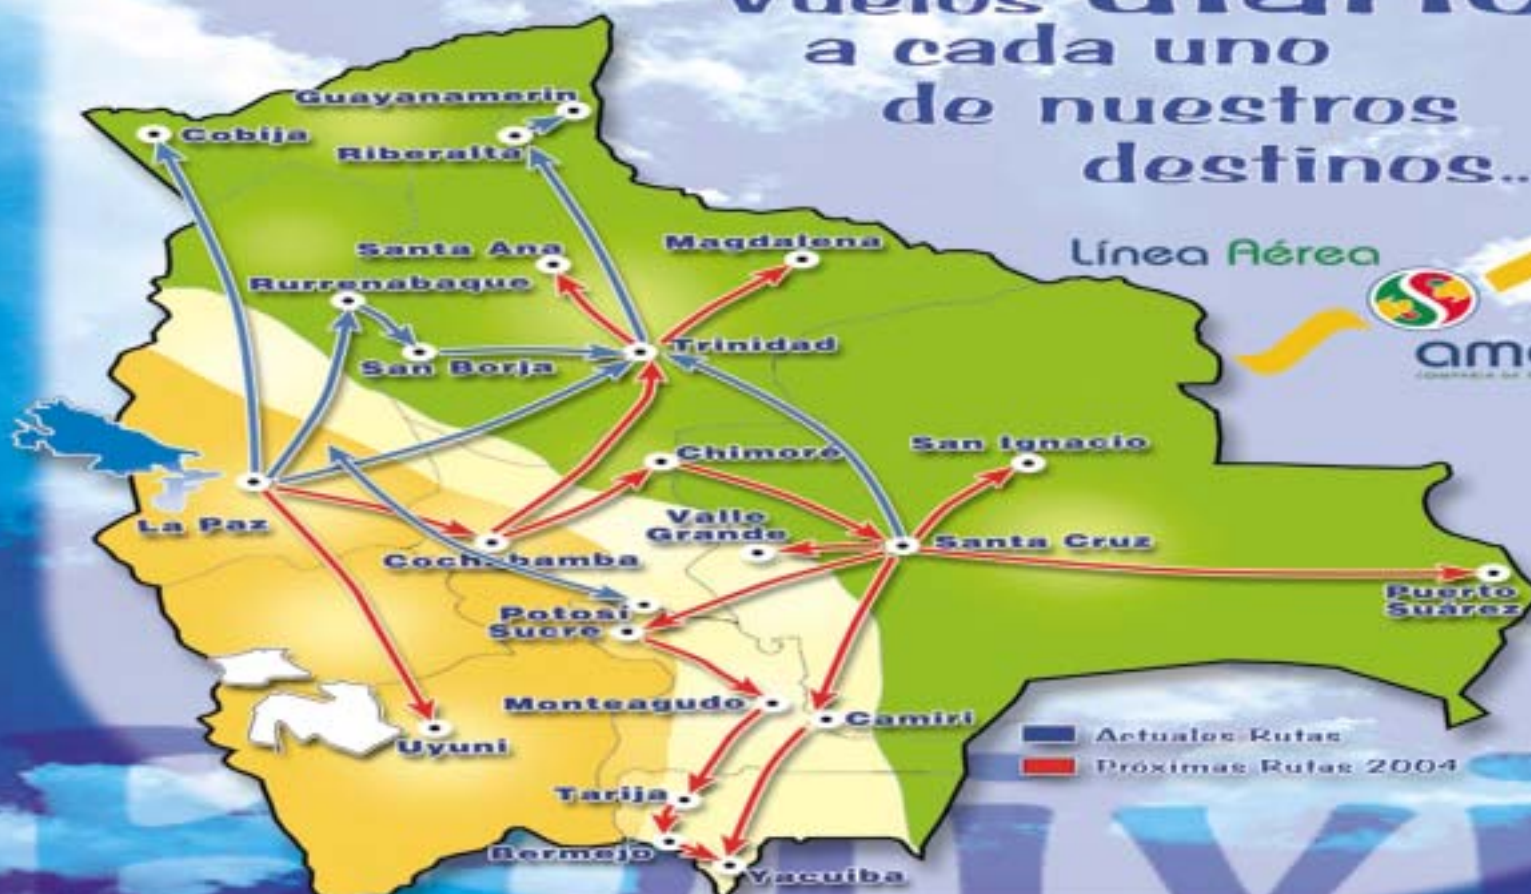 Vuelos
a cada uno
de nuestros
destinos..
Línea Aérea
Guayanamerin
Cobija
Riberalta
Santa Ana
Magdalena
Rurrenabaque
Trinidad
San Borja
Chimoré
San Ignacio
La Paz
Valle
Grande
Santa Cruz
Cochabamba
Puerto
Suárez
Potosí
Sucre
Monteagudo
Camiri
Uyuni
Actuales Rutas
Próximas Rutas 2004
Tarija
Bermejo
Yacuiba